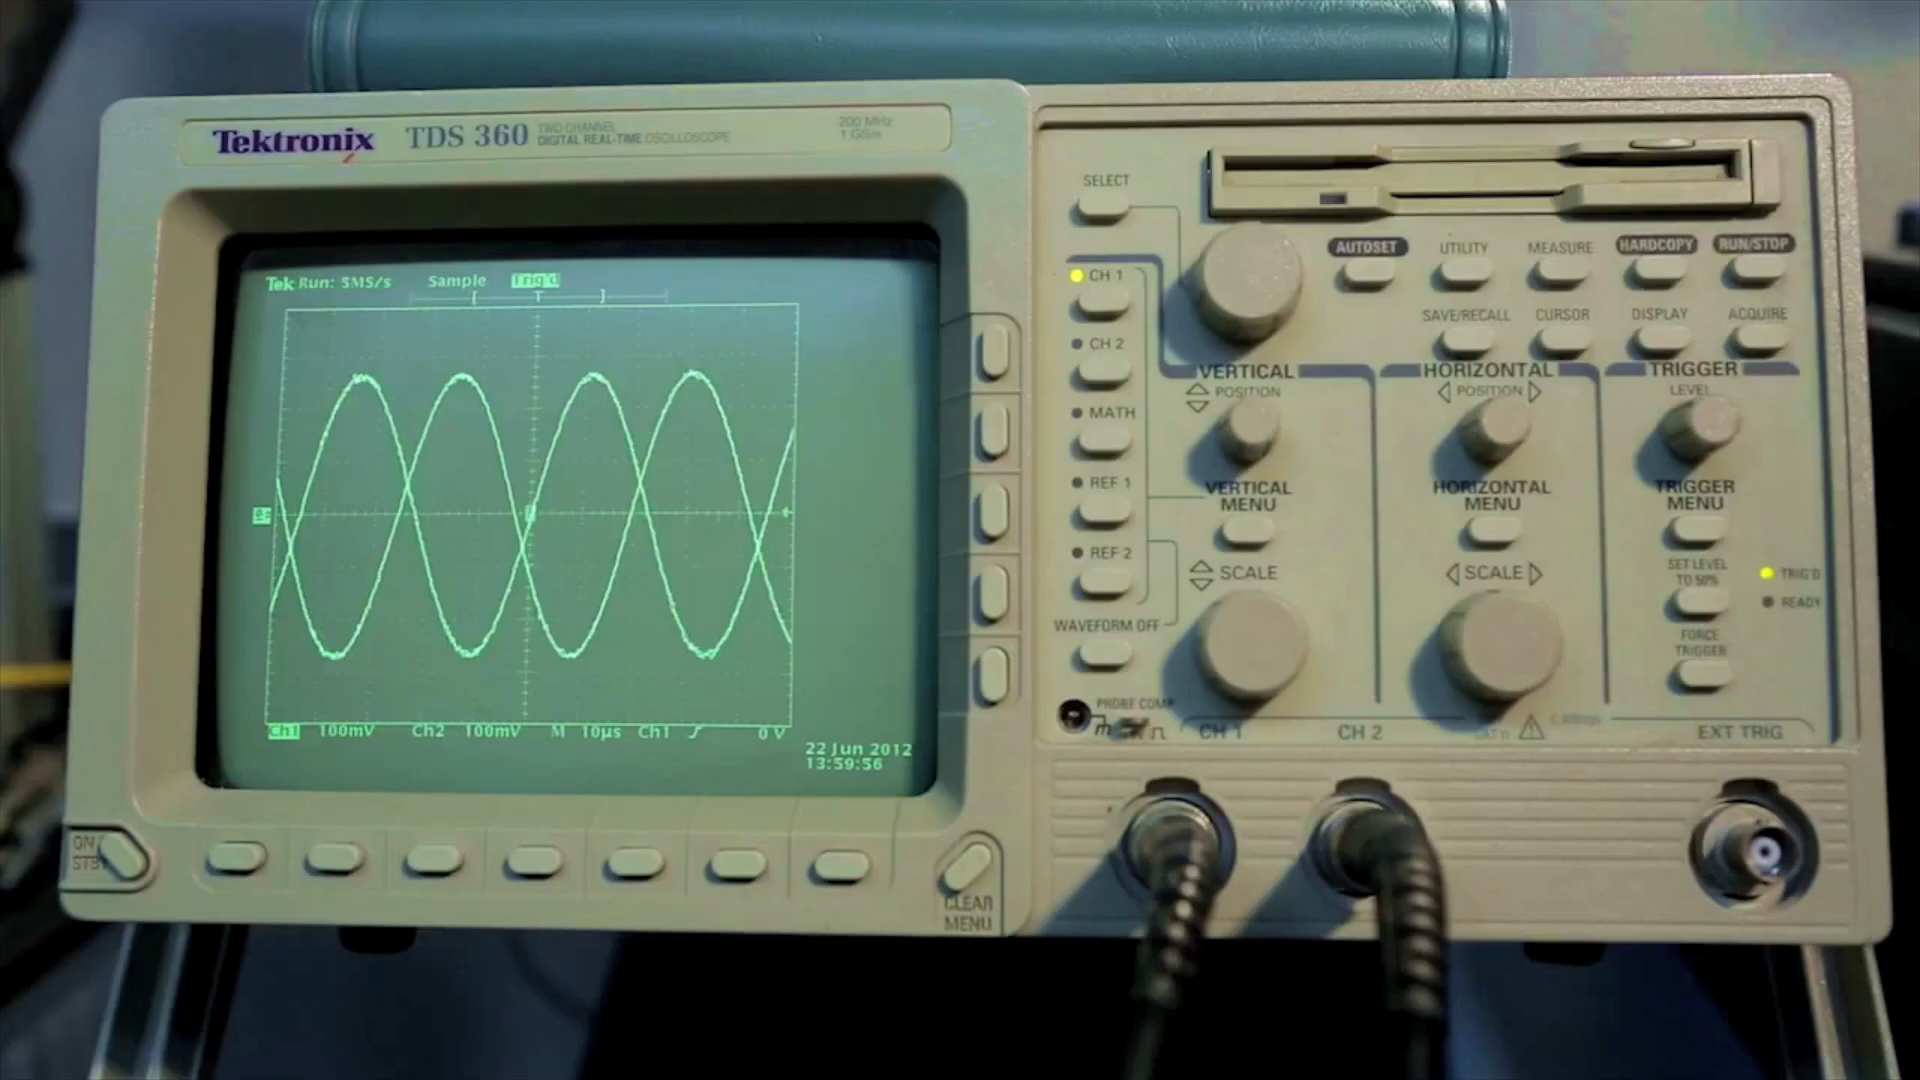 Tektronix TDS 360 TWO CHANNEL
DIGITAL REAL-TIME OSCILLOSCOPE
200 MHz
1 GS/s
Tek Run: 5MS/s Sample Trig'd
Ch1 100mV Ch2 100mV M 10µs Ch1 0 V
22 Jun 2012
13:59:56
ON/
STBY
CLEAR
MENU
SELECT
CH 1
CH 2
MATH
REF 1
REF 2
WAVEFORM OFF
AUTOSET UTILITY MEASURE HARDCOPY RUN/STOP
SAVE/RECALL CURSOR DISPLAY ACQUIRE
VERTICAL
POSITION
VERTICAL
MENU
SCALE
HORIZONTAL
POSITION
HORIZONTAL
MENU
SCALE
TRIGGER
LEVEL
TRIGGER
MENU
SET LEVEL
TO 50%
TRIG'D
READY
FORCE
TRIGGER
PROBE COMP
CH 1 CH 2 EXT TRIG